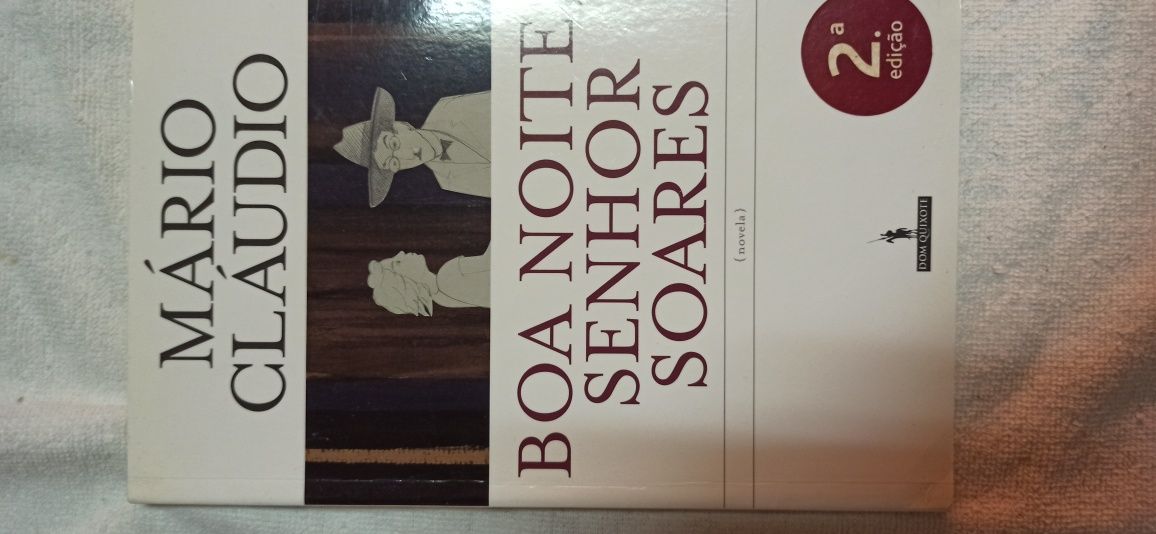 MÁRIO
CLÁUDIO
BOA NOITE
SENHOR
SOARES
(novela)
2.ª
edição
DOM QUIXOTE